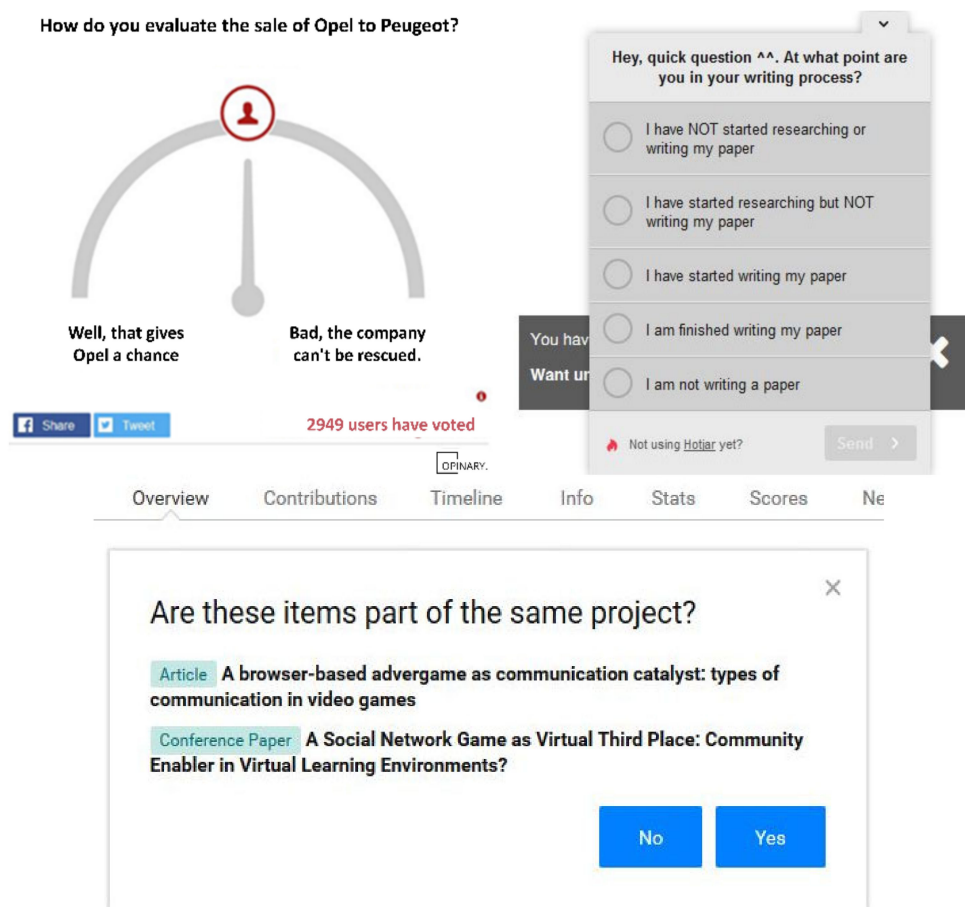 How do you evaluate the sale of Opel to Peugeot?
Well, that gives
Opel a chance
Bad, the company
can't be rescued.
Share
Tweet
2949 users have voted
OPINARY.
Hey, quick question ^^. At what point are
you in your writing process?
I have NOT started researching or
writing my paper
I have started researching but NOT
writing my paper
I have started writing my paper
I am finished writing my paper
I am not writing a paper
Not using Hotjar yet?
Send
You hav
Want ur
Overview Contributions Timeline Info Stats Scores Ne
Are these items part of the same project?
Article A browser-based advergame as communication catalyst: types of
communication in video games
Conference Paper A Social Network Game as Virtual Third Place: Community
Enabler in Virtual Learning Environments?
No Yes